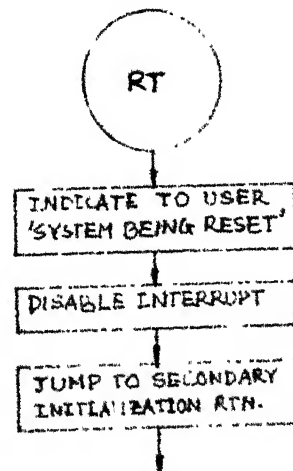 RT
INDICATE TO USER
'SYSTEM BEING RESET'
DISABLE INTERRUPT
JUMP TO SECONDARY
INITIALIZATION RTN.